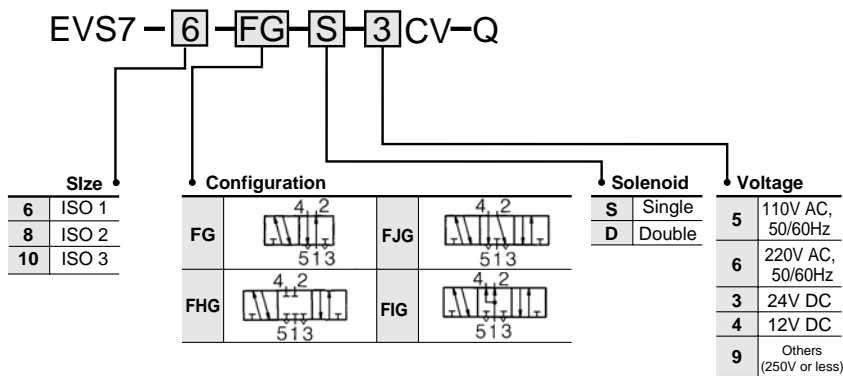 EVS7-6-FG-S-3CV-Q
SIze
6 ISO 1
8 ISO 2
10 ISO 3
Configuration
FG
4 2
513
FJG
4 2
513
FHG
4 2
513
FIG
4 2
513
Solenoid
S Single
D Double
Voltage
5 110V AC,
50/60Hz
6 220V AC,
50/60Hz
3 24V DC
4 12V DC
9 Others
(250V or less)